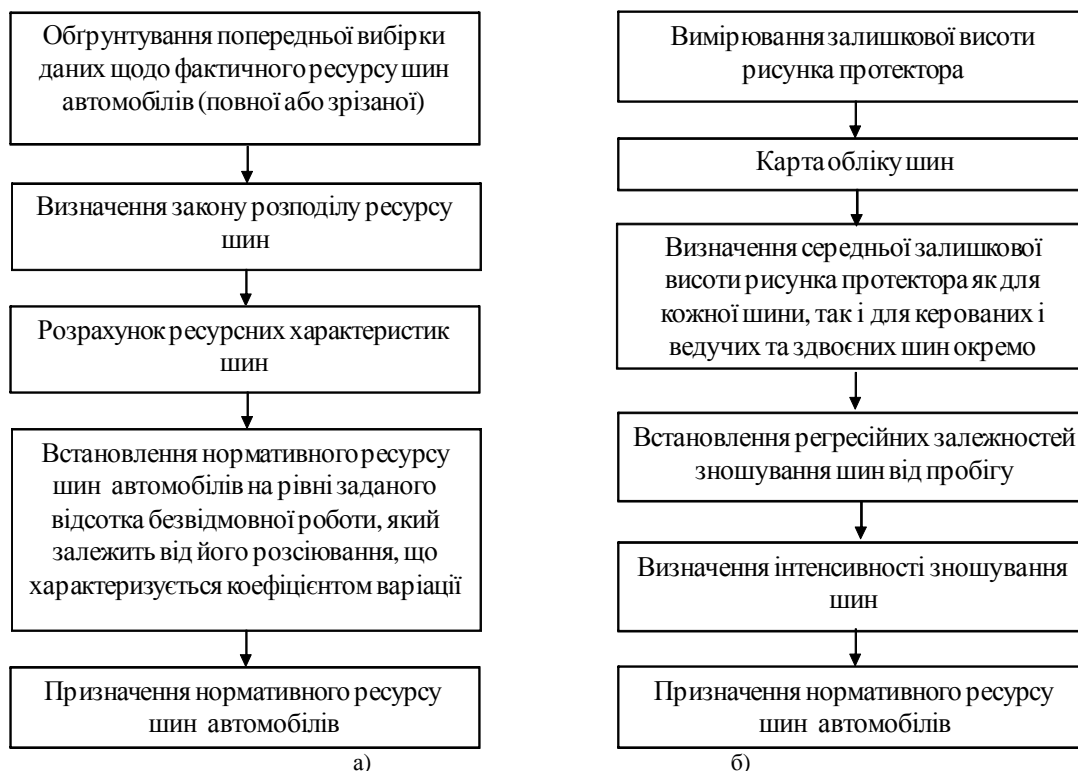 Обґрунтування попередньої вибірки
даних щодо фактичного ресурсу шин
автомобілів (повної або зрізаної)
Визначення закону розподілу ресурсу
шин
Розрахунок ресурсних характеристик
шин
Встановлення нормативного ресурсу
шин автомобілів на рівні заданого
відсотка безвідмовної роботи, який
залежить від його розсіювання, що
характеризується коефіцієнтом варіації
Призначення нормативного ресурсу
шин автомобілів
а)
Вимірювання залишкової висоти
рисунка протектора
Карта обліку шин
Визначення середньої залишкової
висоти рисунка протектора як для
кожної шини, так і для керованих і
ведучих та здвоєних шин окремо
Встановлення регресійних залежностей
зношування шин від пробігу
Визначення інтенсивності зношування
шин
Призначення нормативного ресурсу
шин автомобілів
б)